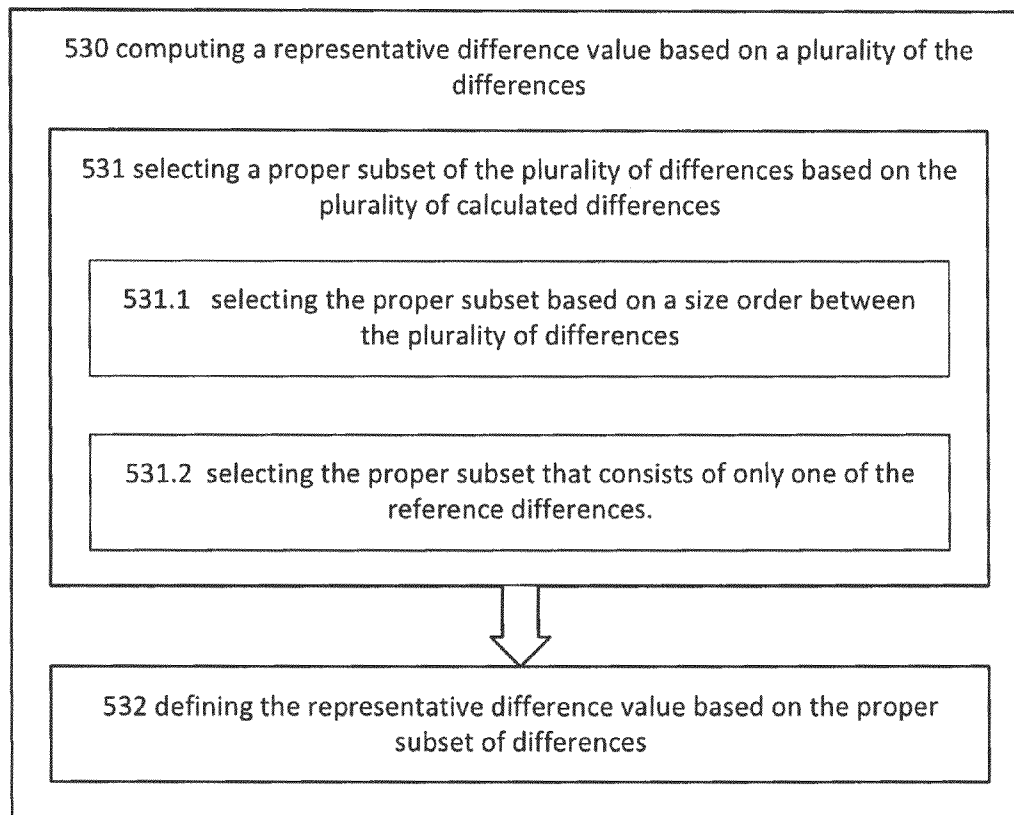 530 computing a representative difference value based on a plurality of the
differences
531 selecting a proper subset of the plurality of differences based on the
plurality of calculated differences
531.1 selecting the proper subset based on a size order between
the plurality of differences
531.2 selecting the proper subset that consists of only one of the
reference differences.
532 defining the representative difference value based on the proper
subset of differences